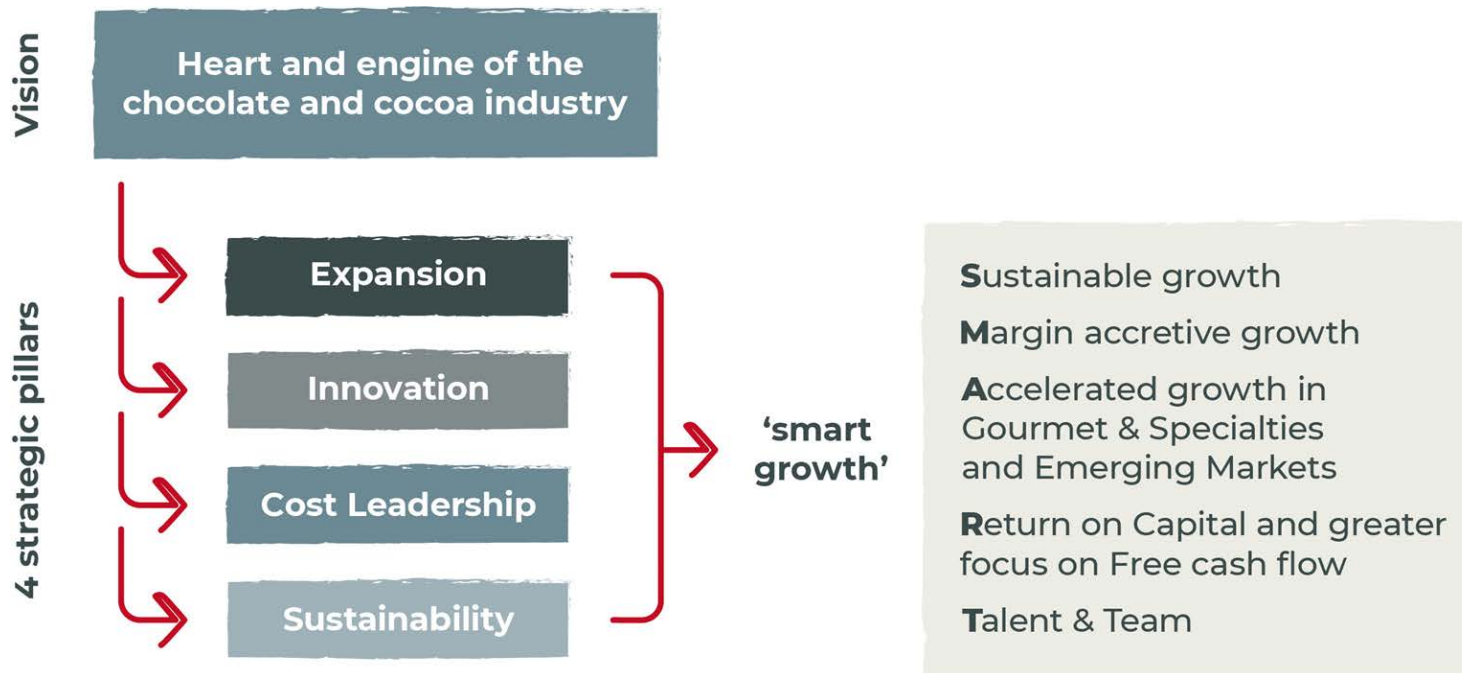 Vision
Heart and engine of the
chocolate and cocoa industry
4 strategic pillars
Expansion
Innovation
Cost Leadership
Sustainability
‘smart
growth’
Sustainable growth
Margin accretive growth
Accelerated growth in
Gourmet & Specialties
and Emerging Markets
Return on Capital and greater
focus on Free cash flow
Talent & Team